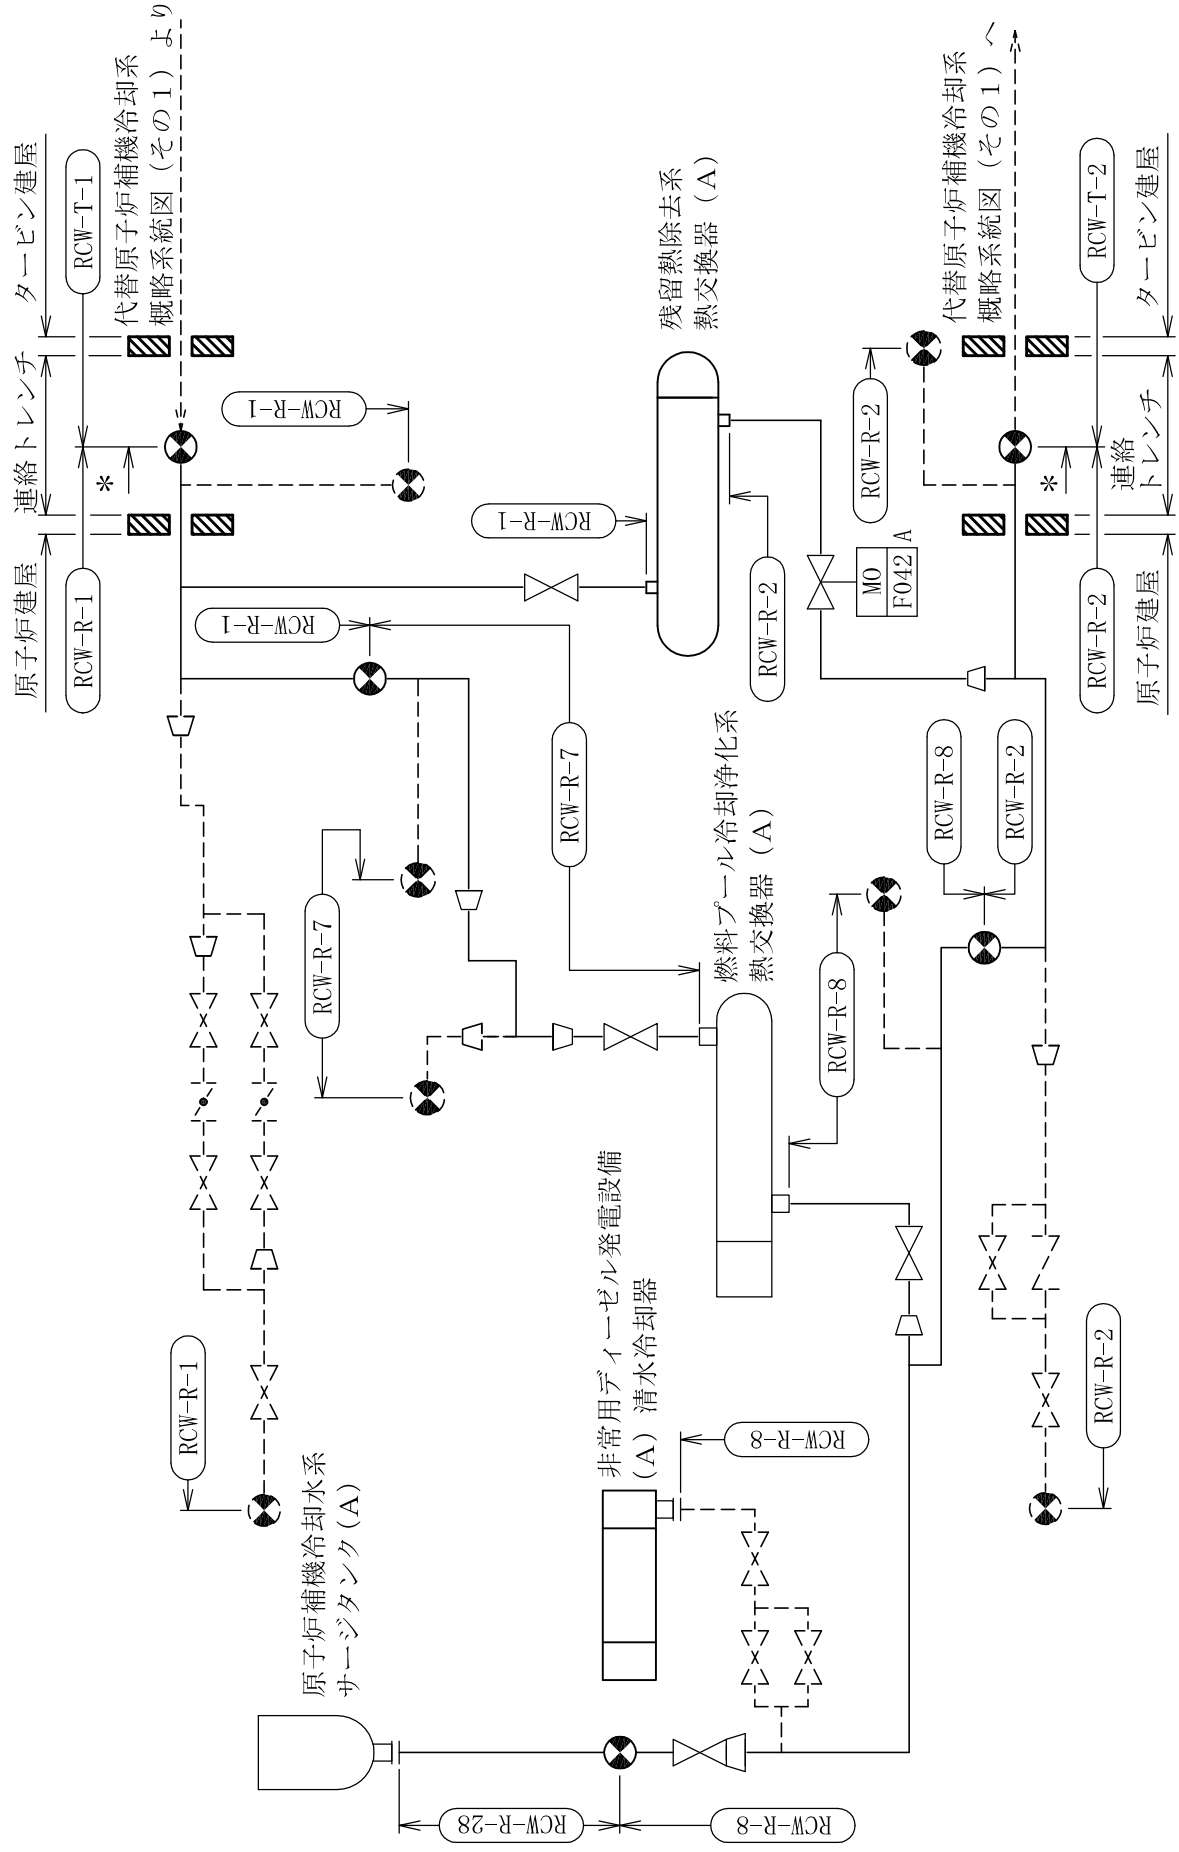 原子炉建屋
連絡トレンチ
タービン建屋
RCW-R-1
RCW-T-1
*
代替原子炉補機冷却系
概略系統図（その１）より
RCW-R-1
RCW-R-1
RCW-R-1
RCW-R-1
原子炉補機冷却水系
サージタンク(A)
RCW-R-7
RCW-R-7
RCW-R-1
残留熱除去系
熱交換器（A）
RCW-R-2
MO
F042
A
RCW-R-2
燃料プール冷却浄化系
熱交換器（A）
RCW-R-8
非常用ディーゼル発電設備
（A）清水冷却器
RCW-R-8
RCW-R-28
RCW-R-8
RCW-R-8
RCW-R-2
RCW-R-2
代替原子炉補機冷却系
概略系統図（その１）へ
*
RCW-R-2
RCW-T-2
原子炉建屋
連絡
トレンチ
タービン建屋